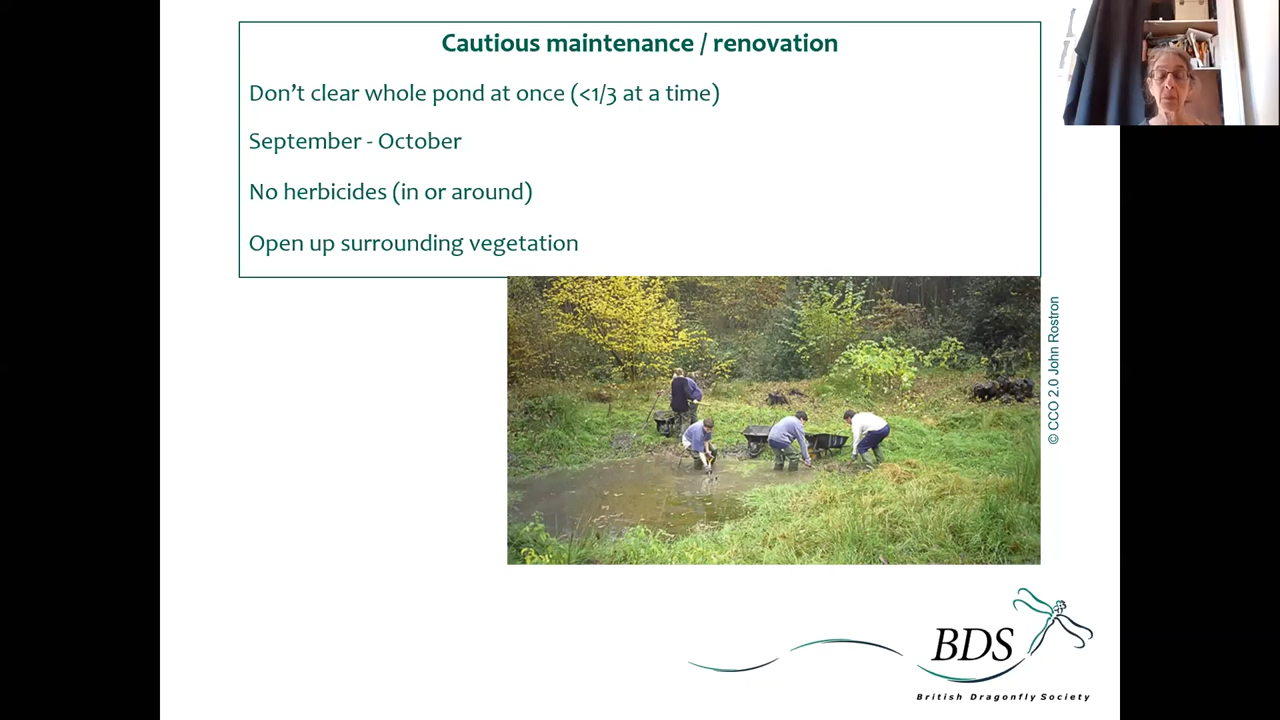 Cautious maintenance / renovation
Don't clear whole pond at once (<1/3 at a time)
September - October
No herbicides (in or around)
Open up surrounding vegetation
© CCO 2.0 John Rostron
BDS
British Dragonfly Society